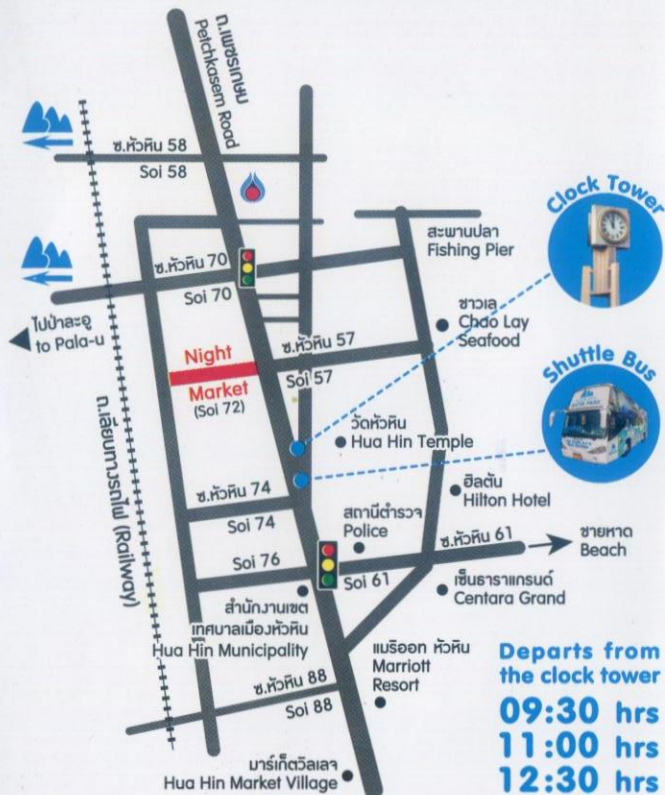 ถ.เพชรเกษม
Petchkasem Road
ซ.หัวหิน 58
Soi 58
Clock Tower
สะพานปลา
Fishing Pier
ซ.หัวหิน 70
Soi 70
ไปป่าละอู
to Pala-u
ชาวเล
Chao Lay
Seafood
ซ.หัวหิน 57
Soi 57
Night
Market
(Soi 72)
Shuttle Bus
วัดหัวหิน
Hua Hin Temple
ถ.เลียบทางรถไฟ (Railway)
ซ.หัวหิน 74
Soi 74
ฮิลตัน
Hilton Hotel
สถานีตำรวจ
Police
ซ.หัวหิน 61
Soi 61
ชายหาด
Beach
Soi 76
เซ็นธาราแกรนด์
Centara Grand
สำนักงานเขต
เทศบาลเมืองหัวหิน
Hua Hin Municipality
แมริออท หัวหิน
Marriott
Resort
ซ.หัวหิน 88
Soi 88
มาร์เก็ตวิลเลจ
Hua Hin Market Village
Departs from
the clock tower
09:30 hrs
11:00 hrs
12:30 hrs